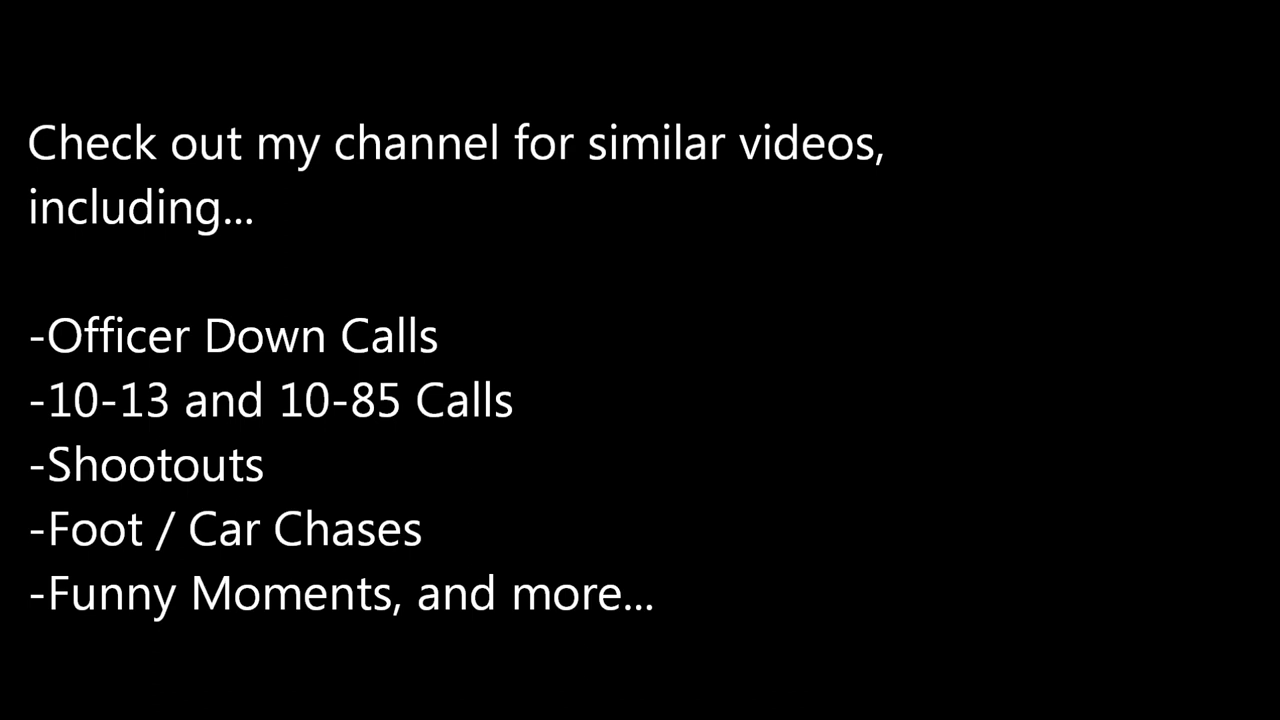 Check out my channel for similar videos,
including...
-Officer Down Calls
-10-13 and 10-85 Calls
-Shootouts
-Foot / Car Chases
-Funny Moments, and more...